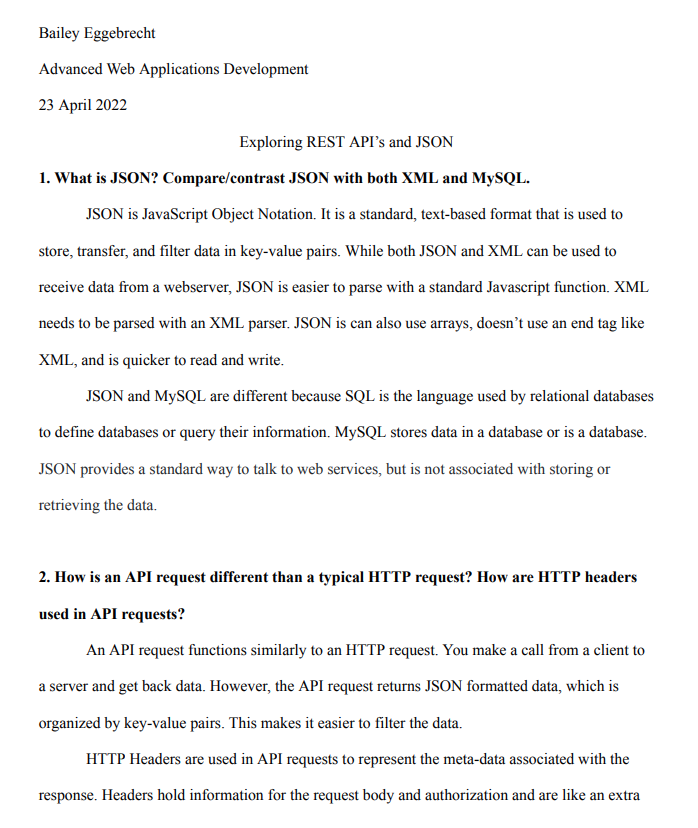 Bailey Eggebrecht
Advanced Web Applications Development
23 April 2022
Exploring REST API’s and JSON
1. What is JSON? Compare/contrast JSON with both XML and MySQL.
JSON is JavaScript Object Notation. It is a standard, text-based format that is used to
store, transfer, and filter data in key-value pairs. While both JSON and XML can be used to
receive data from a webserver, JSON is easier to parse with a standard Javascript function. XML
needs to be parsed with an XML parser. JSON is can also use arrays, doesn’t use an end tag like
XML, and is quicker to read and write.
JSON and MySQL are different because SQL is the language used by relational databases
to define databases or query their information. MySQL stores data in a database or is a database.
JSON provides a standard way to talk to web services, but is not associated with storing or
retrieving the data.
2. How is an API request different than a typical HTTP request? How are HTTP headers
used in API requests?
An API request functions similarly to an HTTP request. You make a call from a client to
a server and get back data. However, the API request returns JSON formatted data, which is
organized by key-value pairs. This makes it easier to filter the data.
HTTP Headers are used in API requests to represent the meta-data associated with the
response. Headers hold information for the request body and authorization and are like an extra